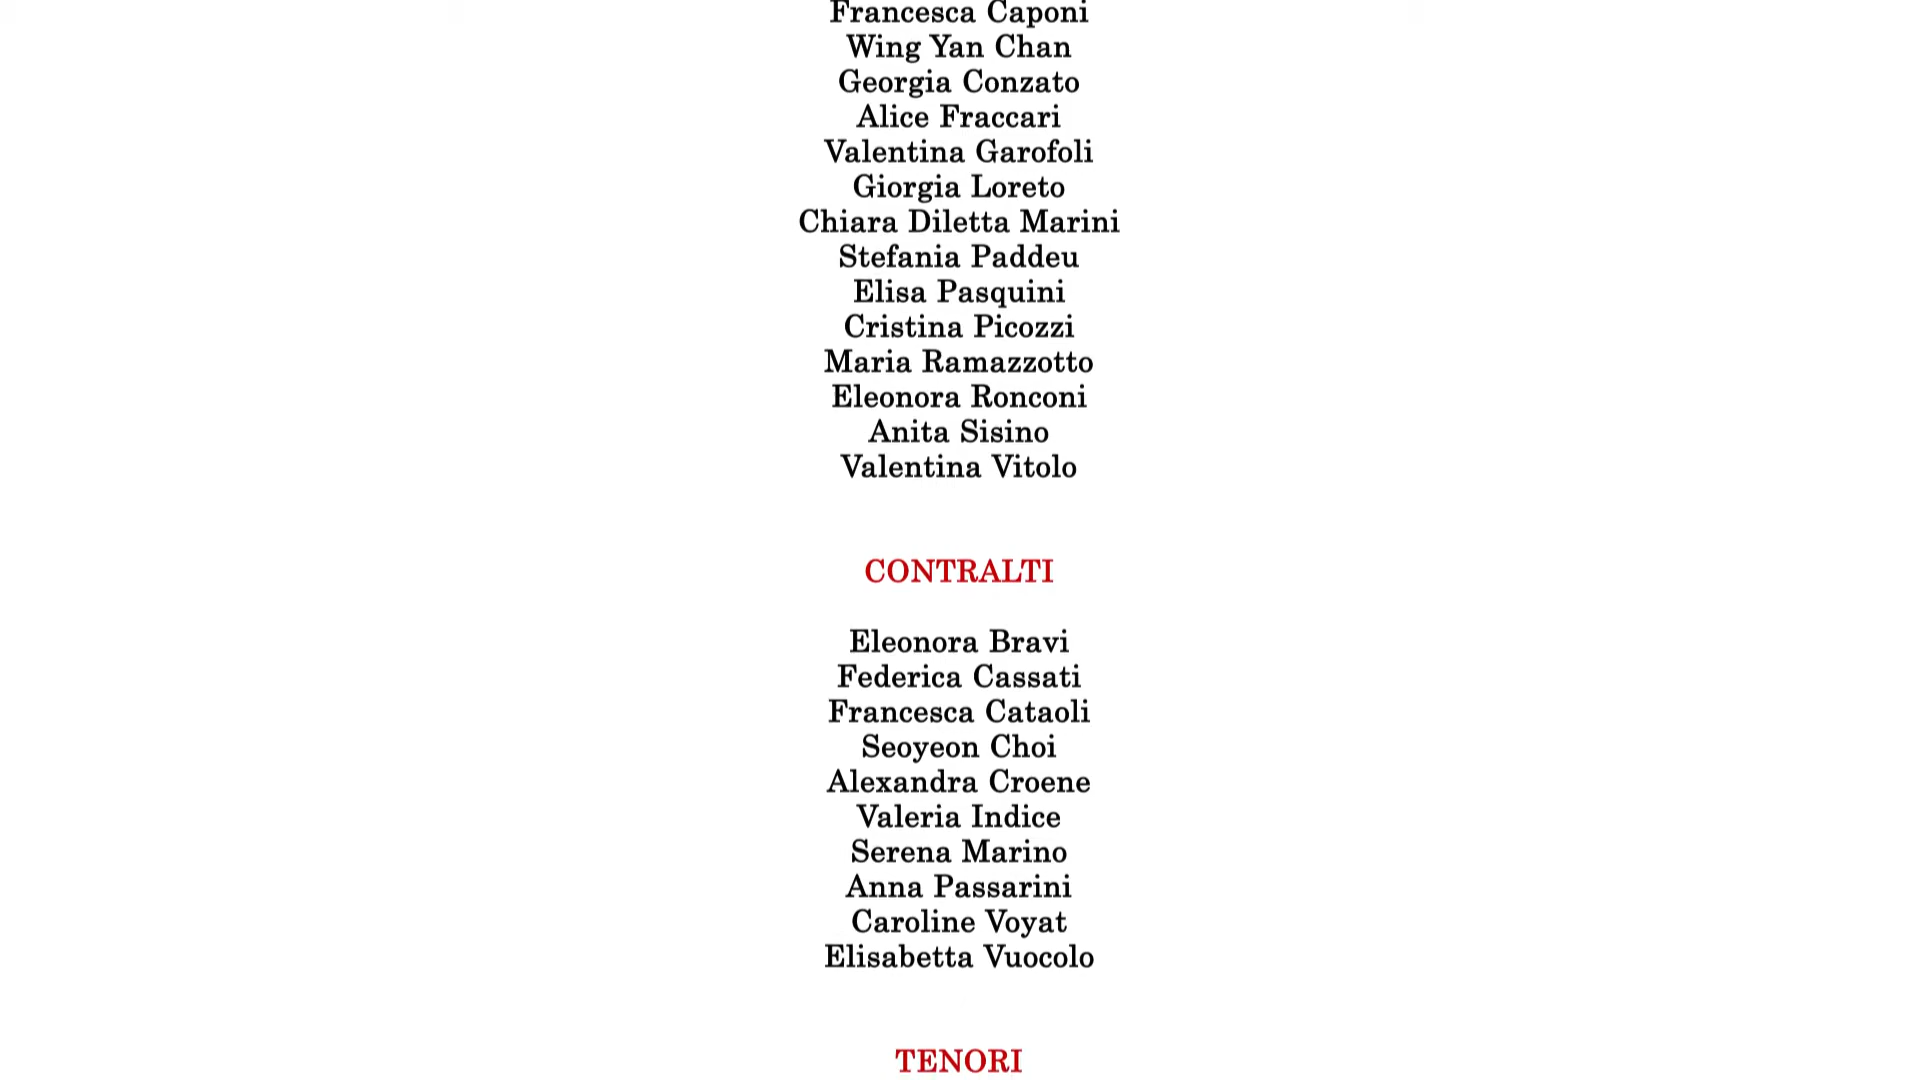 Francesca Caponi
Wing Yan Chan
Georgia Conzato
Alice Fraccari
Valentina Garofoli
Giorgia Loreto
Chiara Diletta Marini
Stefania Paddeu
Elisa Pasquini
Cristina Picozzi
Maria Ramazzotto
Eleonora Ronconi
Anita Sisino
Valentina Vitolo
CONTRALTI
Eleonora Bravi
Federica Cassati
Francesca Cataoli
Seoyeon Choi
Alexandra Croene
Valeria Indice
Serena Marino
Anna Passarini
Caroline Voyat
Elisabetta Vuocolo
TENORI